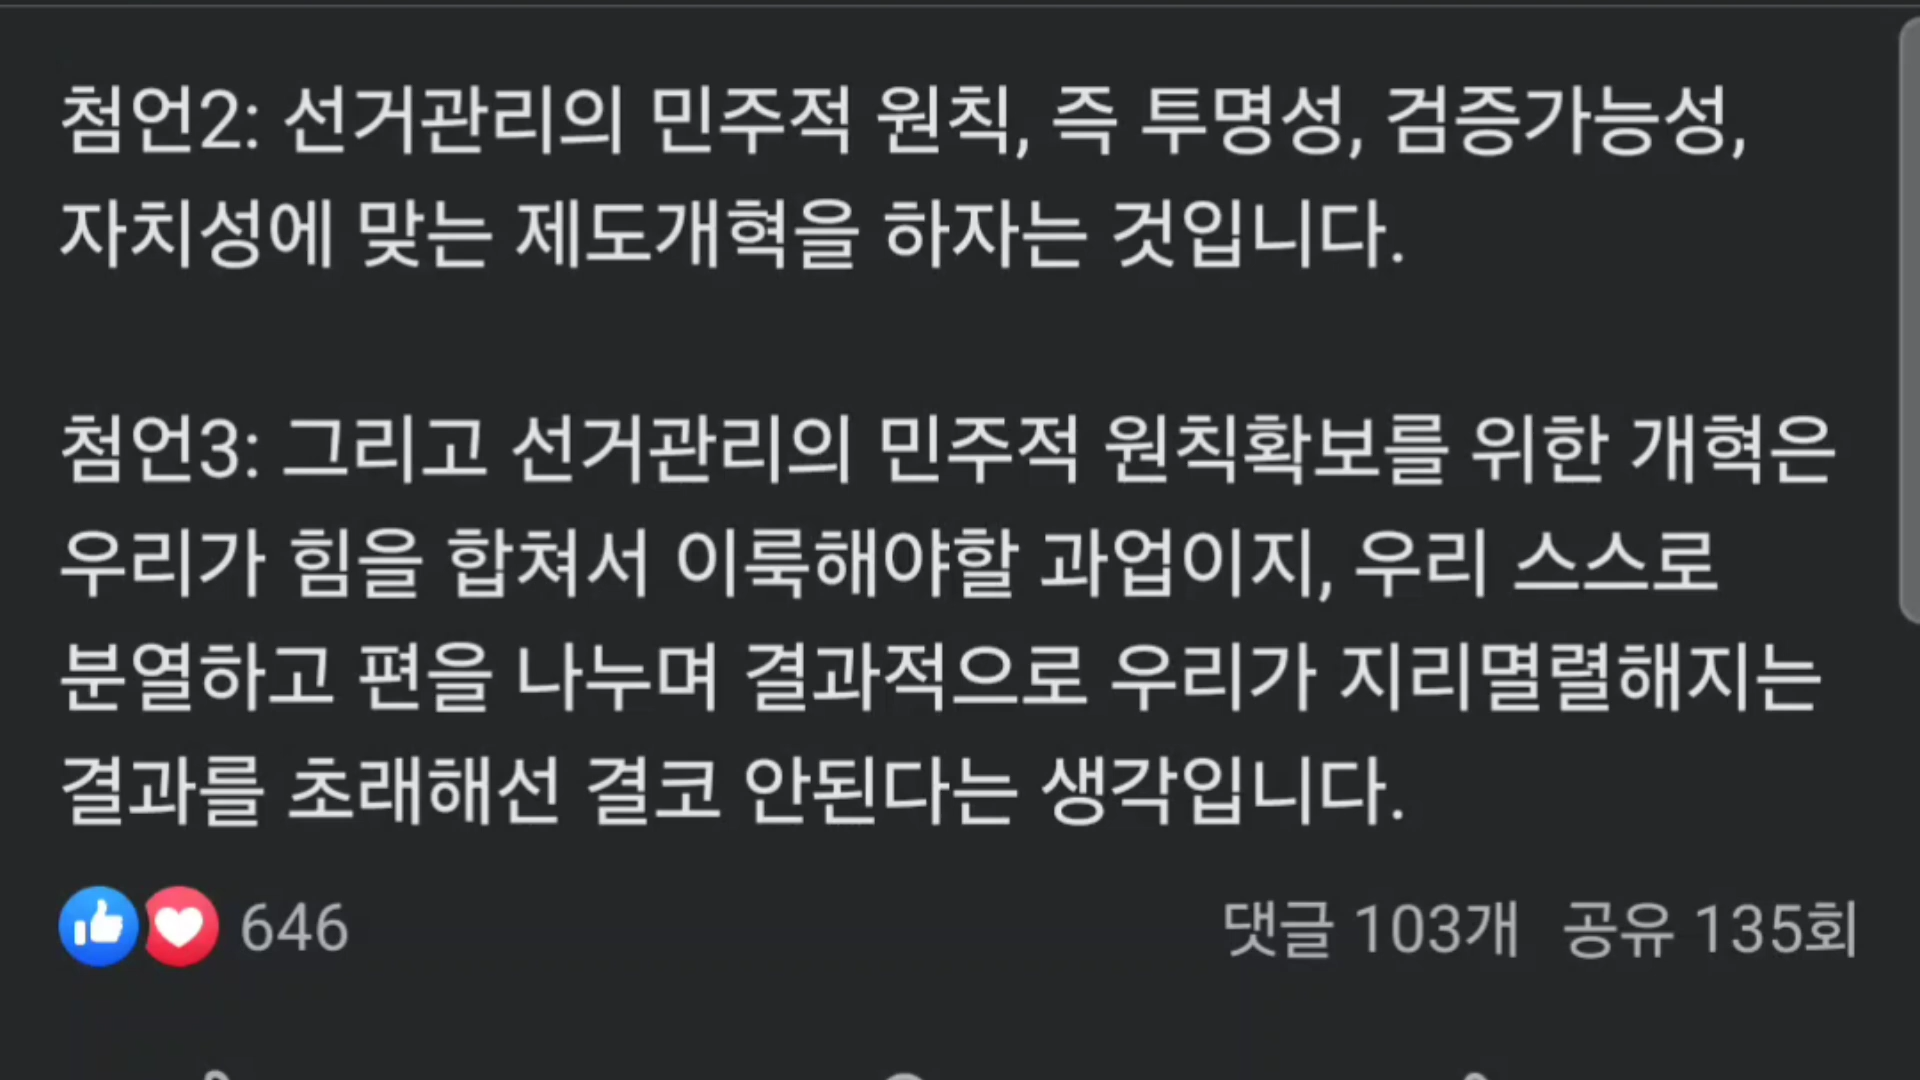 첨언2: 선거관리의 민주적 원칙, 즉 투명성, 검증가능성,
자치성에 맞는 제도개혁을 하자는 것입니다.
첨언3: 그리고 선거관리의 민주적 원칙확보를 위한 개혁은
우리가 힘을 합쳐서 이룩해야할 과업이지, 우리 스스로
분열하고 편을 나누며 결과적으로 우리가 지리멸렬해지는
결과를 초래해선 결코 안된다는 생각입니다.
646 댓글 103개 공유 135회